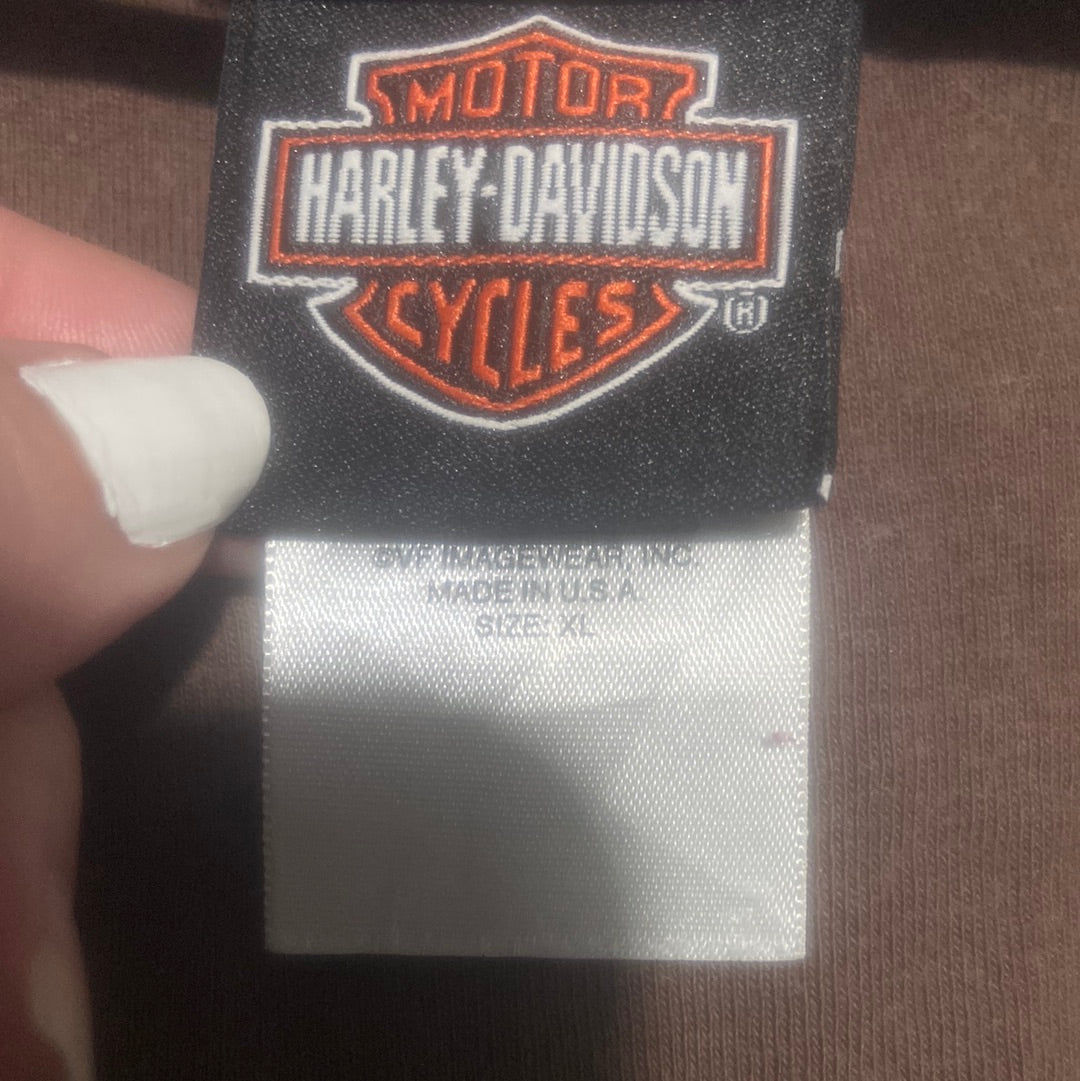 MOTOR
HARLEY-DAVIDSON
CYCLES
®
©VF IMAGEWEAR, INC.
MADE IN U.S.A
SIZE: XL